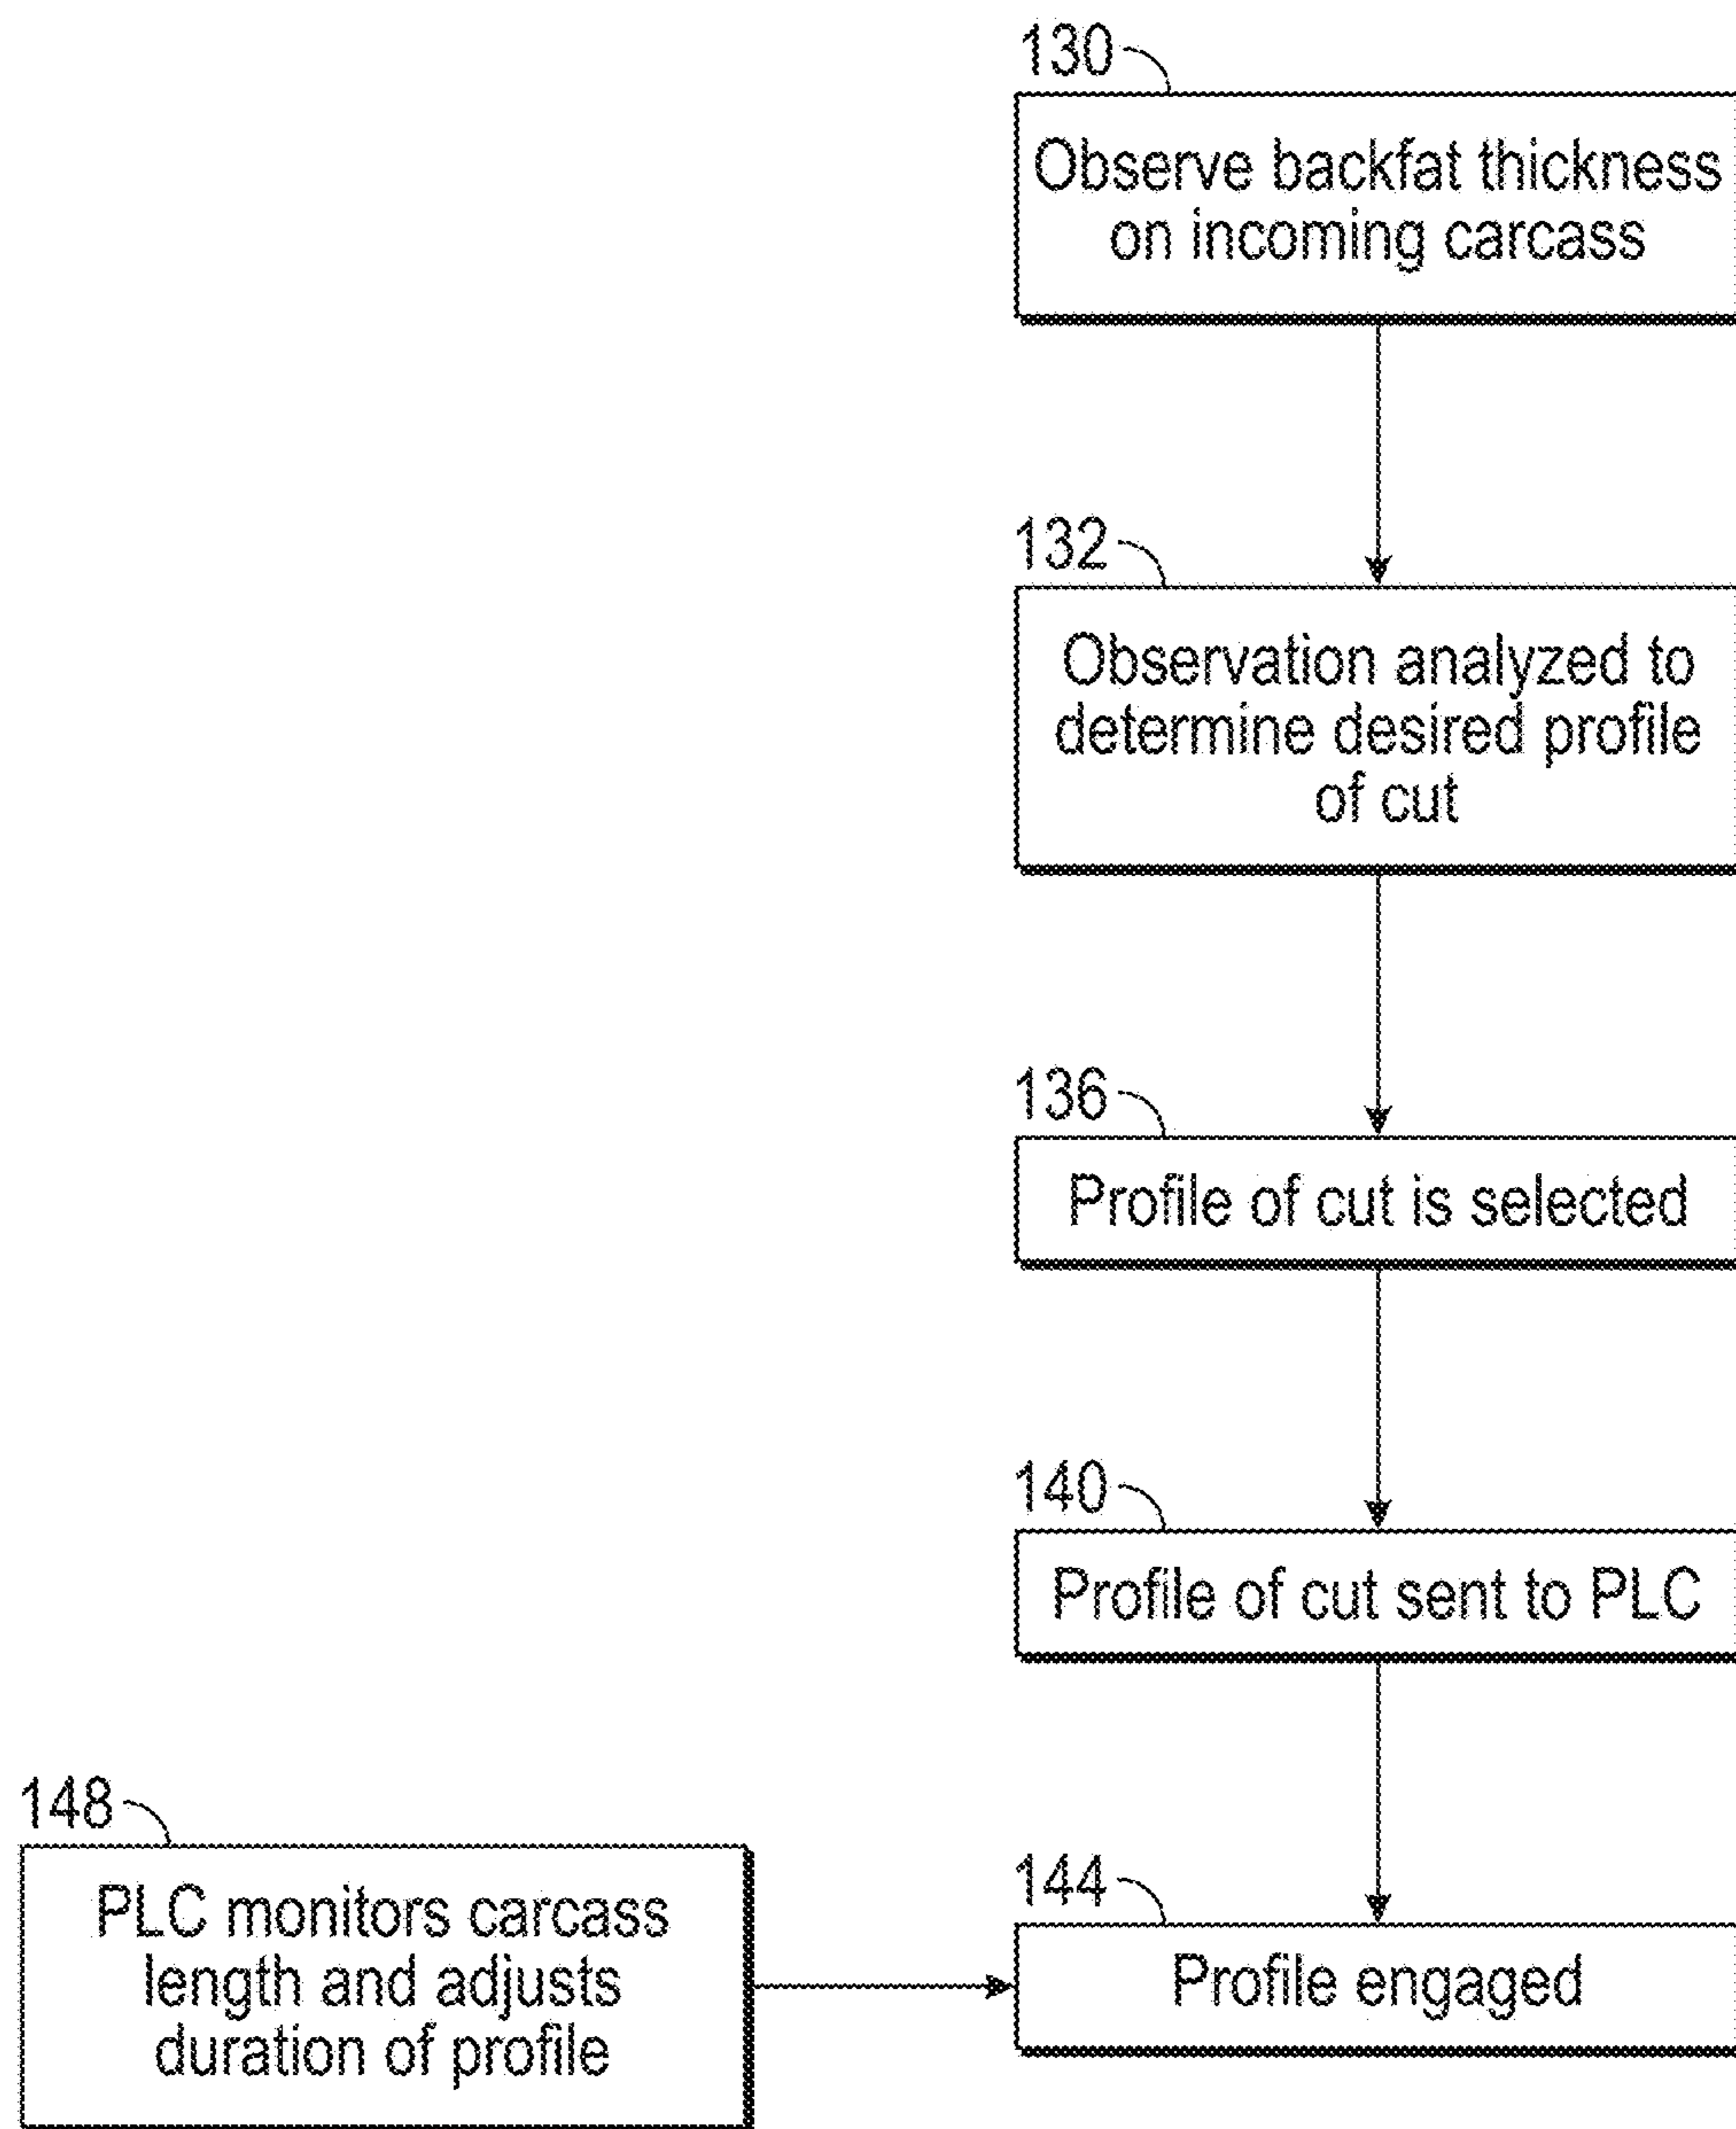 130
Observe backfat thickness
on incoming carcass
132
Observation analyzed to
determine desired profile
of cut
136
Profile of cut is selected
140
Profile of cut sent to PLC
148
PLC monitors carcass
length and adjusts
duration of profile
144
Profile engaged